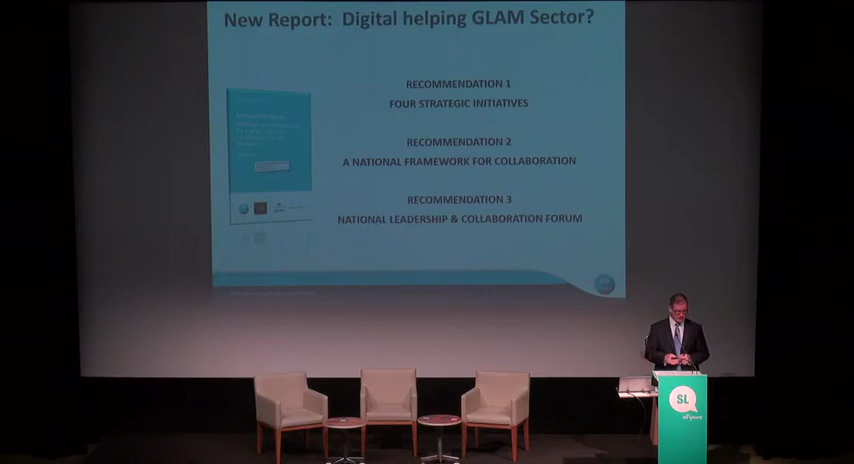 New Report: Digital helping GLAM Sector?
RECOMMENDATION 1
FOUR STRATEGIC INITIATIVES
RECOMMENDATION 2
A NATIONAL FRAMEWORK FOR COLLABORATION
RECOMMENDATION 3
NATIONAL LEADERSHIP & COLLABORATION FORUM
SL